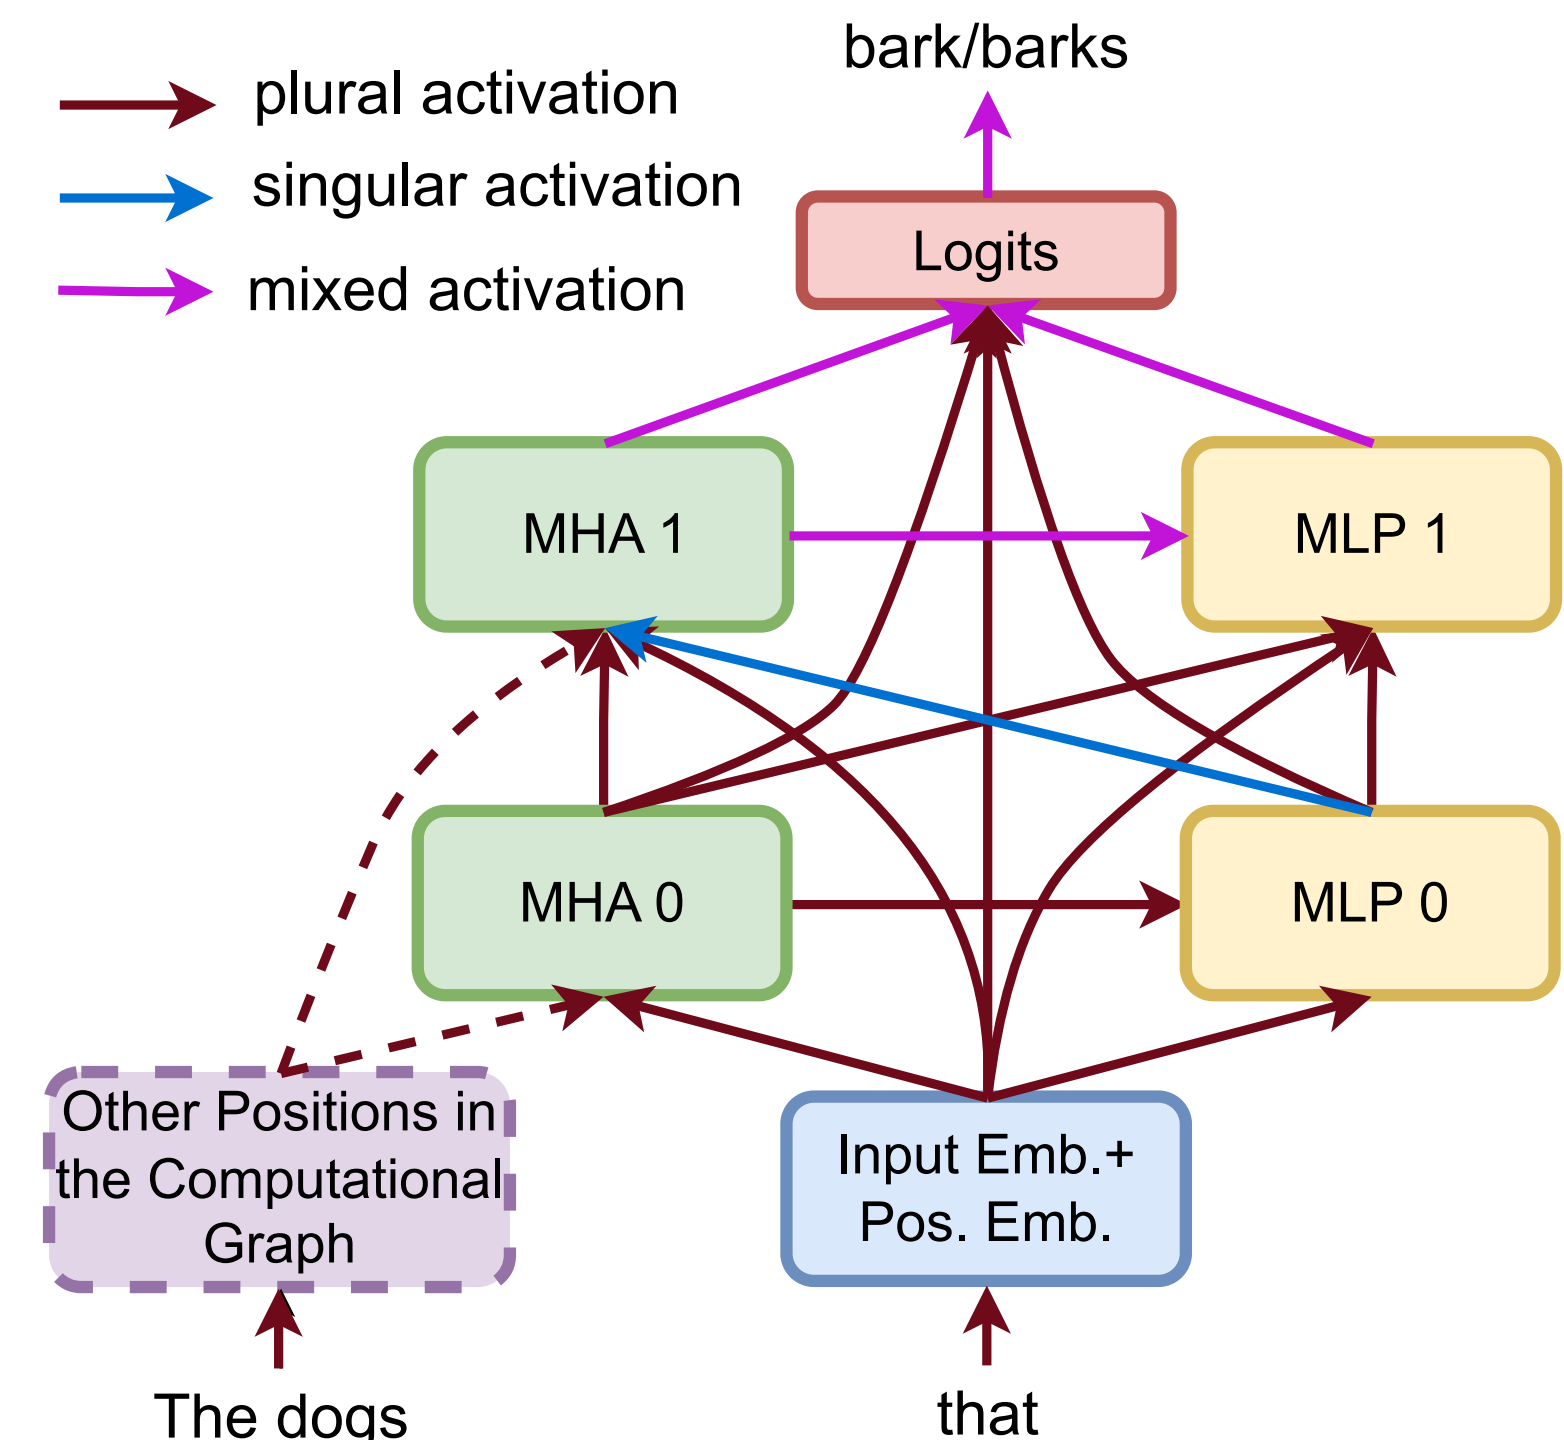 bark/barks
plural activation
singular activation
mixed activation
Logits
MHA 1
MLP 1
MHA 0
MLP 0
Other Positions in
the Computational
Graph
Input Emb.+
Pos. Emb.
The dogs
that